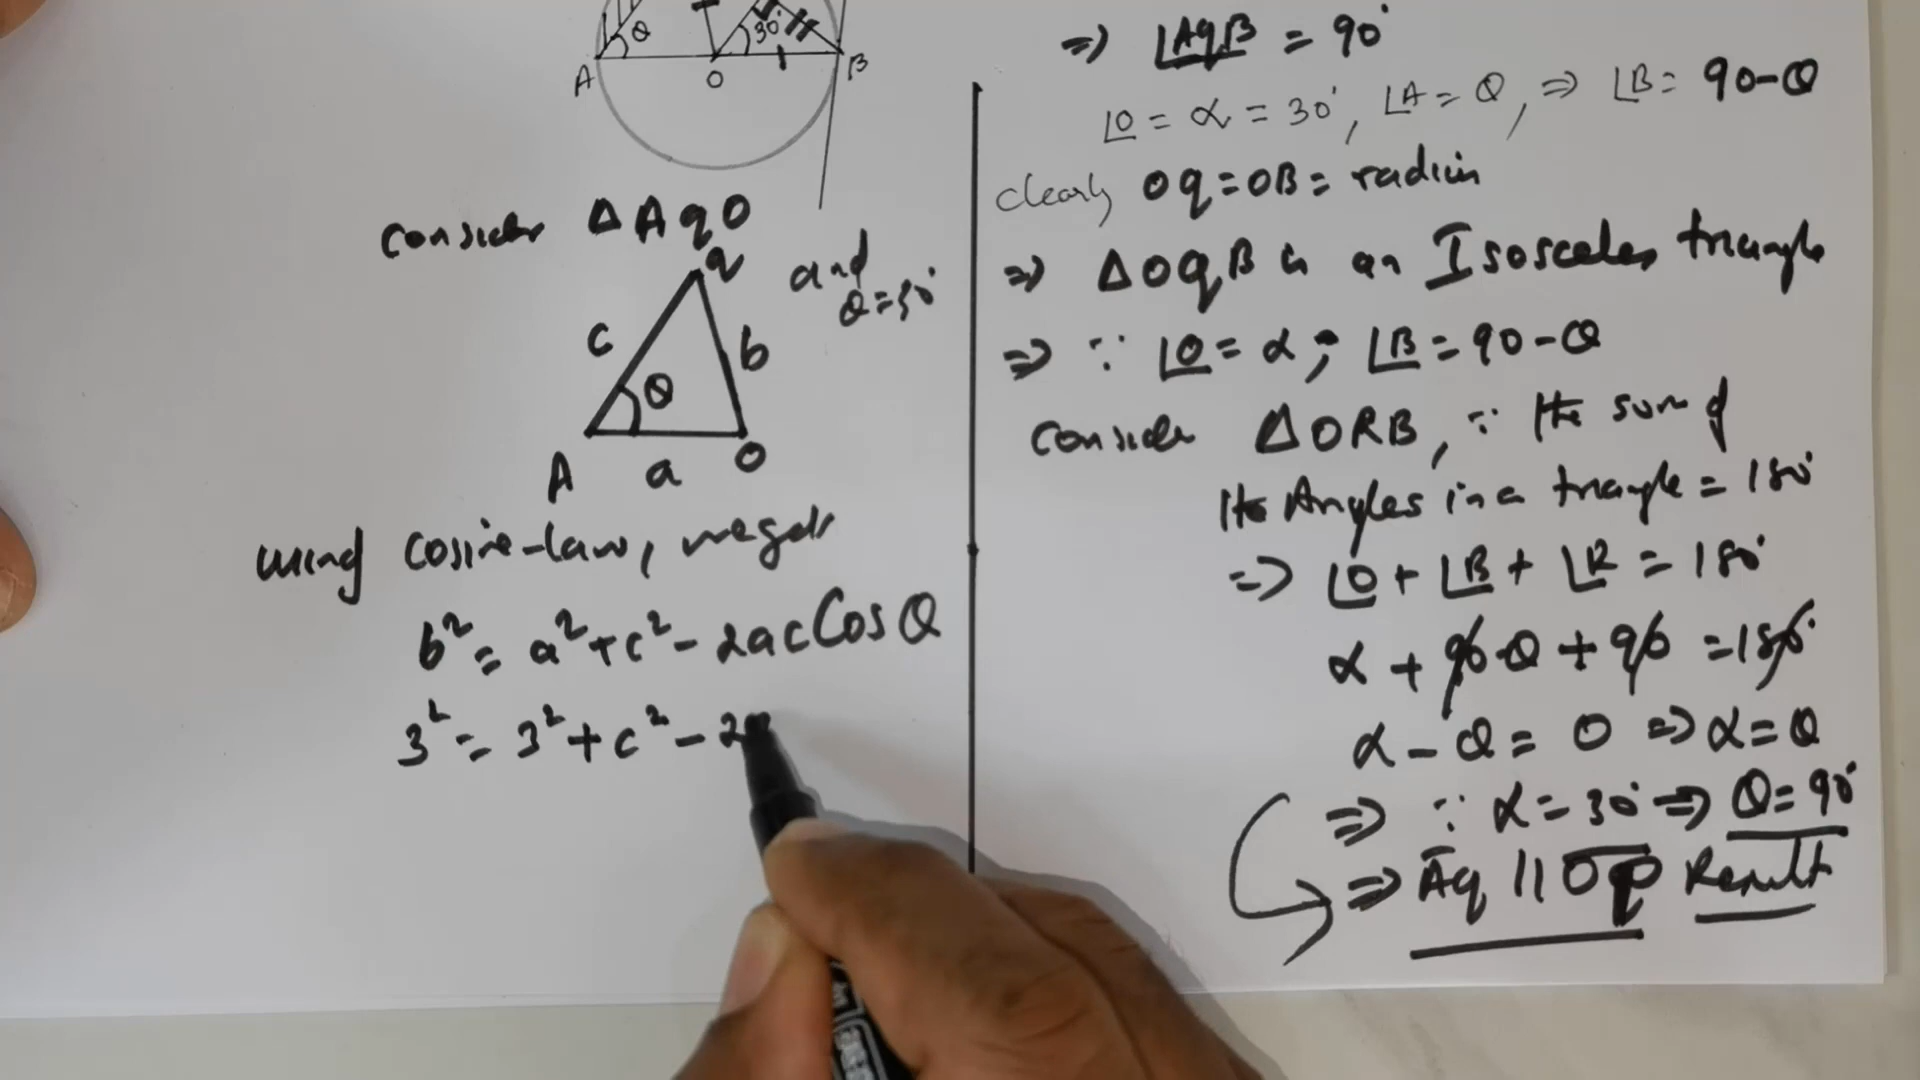 θ
30°
A
O
B
consider ΔAqO
q
and
θ=30°
c
b
θ
A
a
O
using cosine-law, we get
b² = a² + c² - 2ac Cos θ
3² = 3² + c² - 2
=> ∠AqB = 90°
∠O = α = 30°, ∠A = θ, => ∠B = 90-θ
clearly Oq = OB = radius
=> ΔOqB is an Isosceles triangle
=> ∵ ∠O = α; ∠B = 90-θ
Consider ΔORB, ∵ the sum of
the Angles in a triangle = 180°
=> ∠O + ∠B + ∠R = 180°
α + 90-θ + 90 = 180°
α - θ = 0 => α = θ
=> ∵ α = 30° => θ = 90°
=> Aq || Op Result